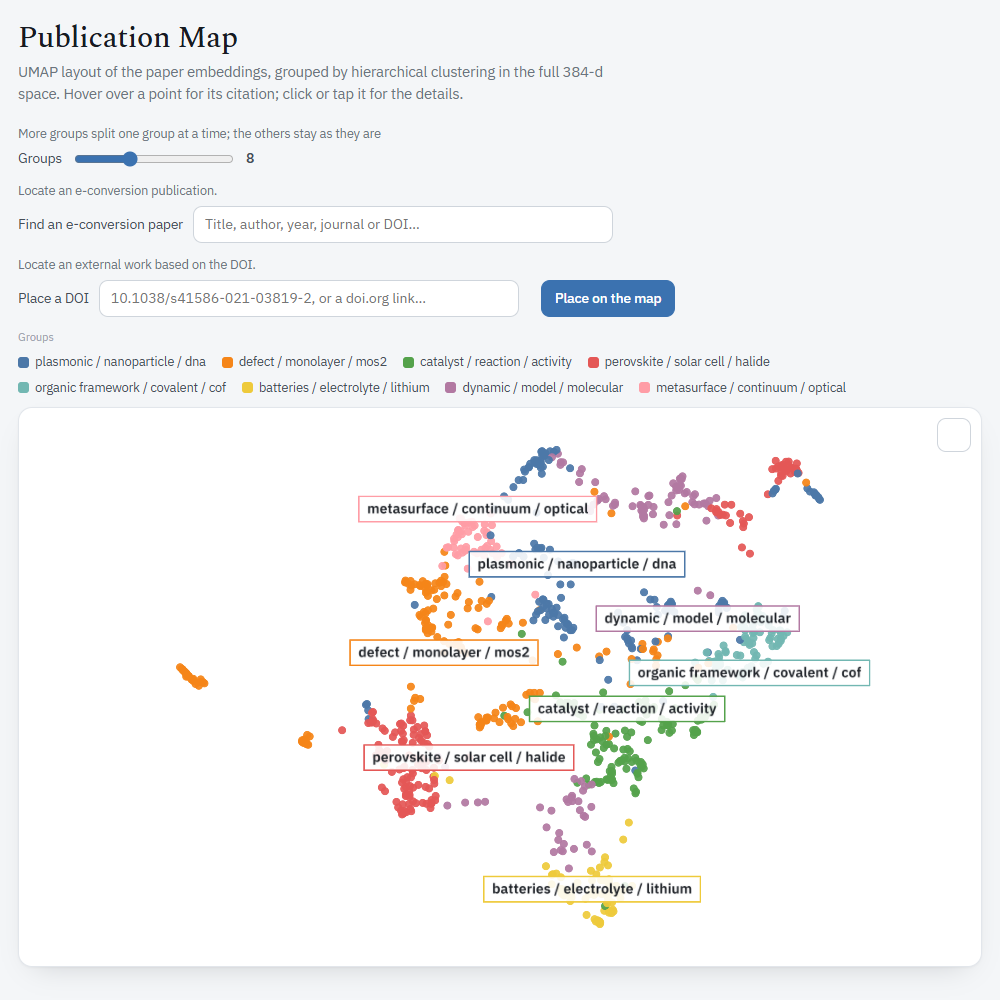 Publication Map
UMAP layout of the paper embeddings, grouped by hierarchical clustering in the full 384-d
space. Hover over a point for its citation; click or tap it for the details.
More groups split one group at a time; the others stay as they are
Groups 8
Locate an e-conversion publication.
Find an e-conversion paper Title, author, year, journal or DOI...
Locate an external work based on the DOI.
Place a DOI 10.1038/s41586-021-03819-2, or a doi.org link... Place on the map
Groups
plasmonic / nanoparticle / dna defect / monolayer / mos2 catalyst / reaction / activity perovskite / solar cell / halide
organic framework / covalent / cof batteries / electrolyte / lithium dynamic / model / molecular metasurface / continuum / optical
metasurface / continuum / optical
plasmonic / nanoparticle / dna
dynamic / model / molecular
defect / monolayer / mos2
organic framework / covalent / cof
catalyst / reaction / activity
perovskite / solar cell / halide
batteries / electrolyte / lithium